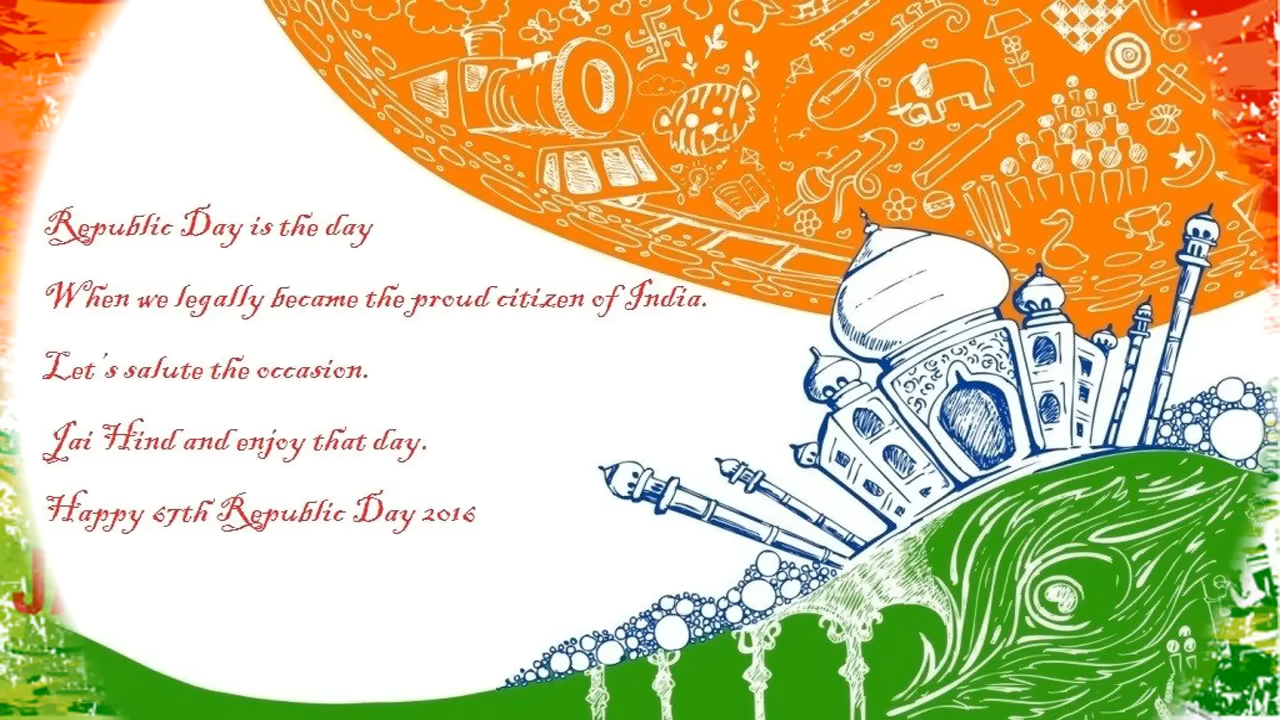 Republic Day is the day
When we legally became the proud citizen of India.
Let's salute the occasion.
Jai Hind and enjoy that day.
Happy 67th Republic Day 2016